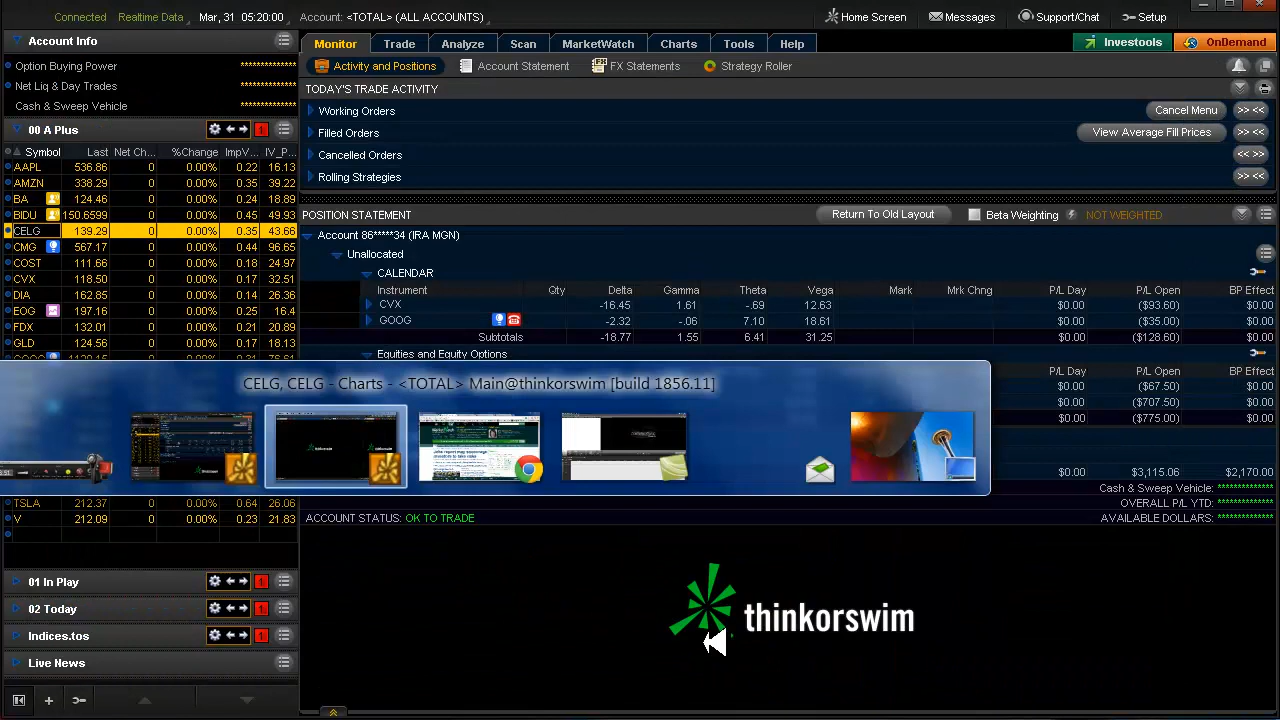 Connected Realtime Data Mar, 31 05:20:00 Account: <TOTAL> (ALL ACCOUNTS) Home Screen Messages Support/Chat Setup
Account Info
Monitor Trade Analyze Scan MarketWatch Charts Tools Help Investools OnDemand
Option Buying Power **************
Activity and Positions Account Statement FX Statements Strategy Roller
Net Liq & Day Trades **************
TODAY'S TRADE ACTIVITY
Cash & Sweep Vehicle **************
Working Orders Cancel Menu >> <<
00 A Plus 1
Filled Orders View Average Fill Prices >> <<
Symbol Last Net Ch... %Change ImpV... IV_P...
Cancelled Orders << >>
AAPL 536.86 0 0.00% 0.22 16.13
Rolling Strategies >> <<
AMZN 338.29 0 0.00% 0.35 39.22
BA 124.46 0 0.00% 0.24 18.89
BIDU 150.6599 0 0.00% 0.45 49.93
POSITION STATEMENT Return To Old Layout Beta Weighting NOT WEIGHTED
CELG 139.29 0 0.00% 0.35 43.66
Account 86*****34 (IRA MGN)
CMG 567.17 0 0.00% 0.44 96.65
Unallocated
COST 111.66 0 0.00% 0.18 24.97
CALENDAR
CVX 118.50 0 0.00% 0.17 32.51
Instrument Qty Delta Gamma Theta Vega Mark Mrk Chng P/L Day P/L Open BP Effect
DIA 162.85 0 0.00% 0.14 26.36
CVX -16.45 1.61 -.69 12.63 $0.00 ($93.60) $0.00
EOG 197.16 0 0.00% 0.25 16.4
GOOG -2.32 -.06 7.10 18.61 $0.00 ($35.00) $0.00
FDX 132.01 0 0.00% 0.21 20.89
Subtotals -18.77 1.55 6.41 31.25 $0.00 ($128.60) $0.00
GLD 124.56 0 0.00% 0.17 18.13
Equities and Equity Options
P/L Day P/L Open BP Effect
CELG, CELG - Charts - <TOTAL> Main@thinkorswim [build 1856.11]
$0.00 ($67.50) $0.00
$0.00 ($707.50) $0.00
$0.00 ($775.00) $0.00
$0.00 $3,115.00 $2,170.00
Cash & Sweep Vehicle: **************
TSLA 212.37 0 0.00% 0.64 26.06
OVERALL P/L YTD: **************
V 212.09 0 0.00% 0.23 21.83
ACCOUNT STATUS: OK TO TRADE AVAILABLE DOLLARS: **************
01 In Play 1
02 Today 1
thinkorswim
Indices.tos 1
Live News